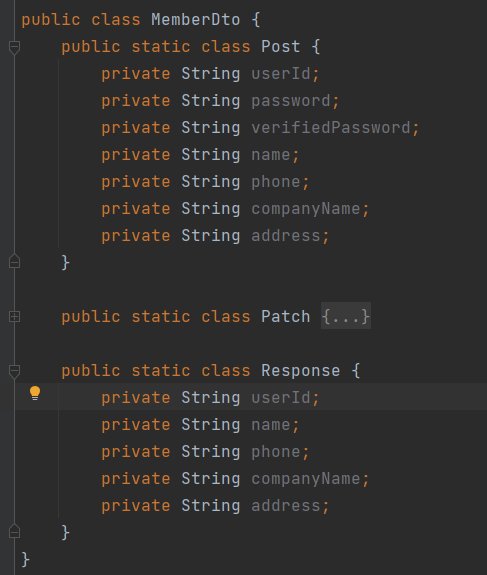 public class MemberDto {
    public static class Post {
        private String userId;
        private String password;
        private String verifiedPassword;
        private String name;
        private String phone;
        private String companyName;
        private String address;
    }
    public static class Patch {...}
    public static class Response {
        private String userId;
        private String name;
        private String phone;
        private String companyName;
        private String address;
    }
}